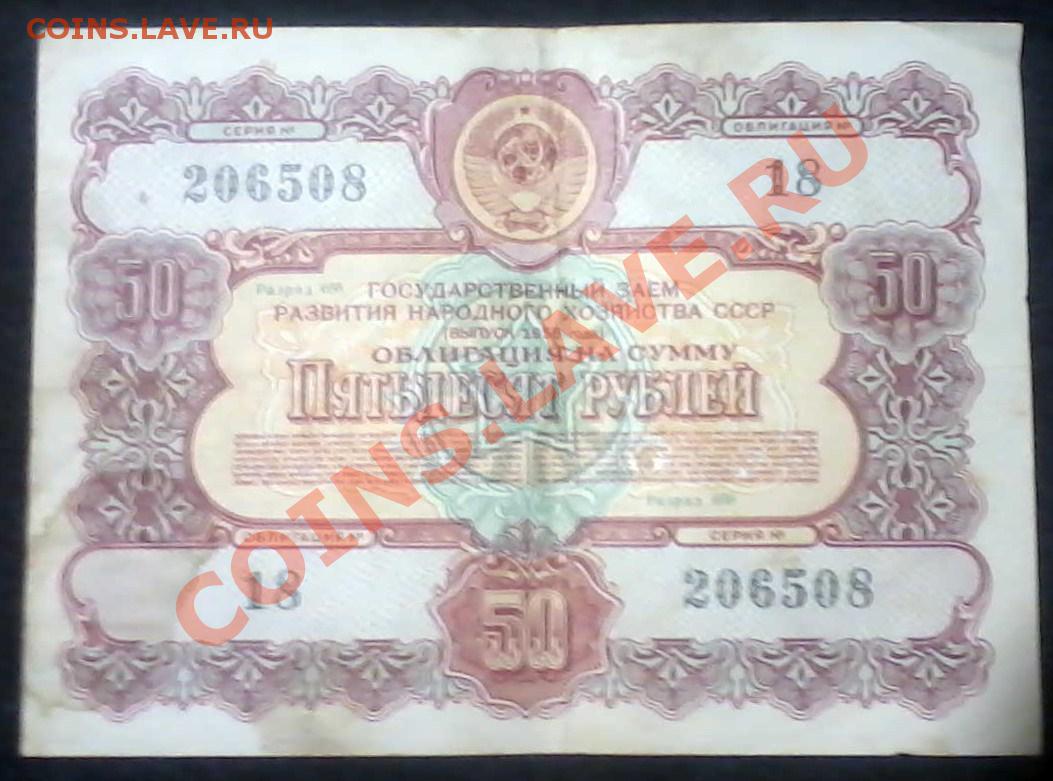 COINS.LAVE.RU
СЕРИЯ №
ОБЛИГАЦИЯ №
206508
18
50
50
Разряд
ГОСУДАРСТВЕННЫЙ ЗАЕМ
РАЗВИТИЯ НАРОДНОГО ХОЗЯЙСТВА СССР
ВЫПУСК
ОБЛИГАЦИЯ НА СУММУ
ПЯТЬДЕСЯТ РУБЛЕЙ
Разряд
ОБЛИГАЦИЯ №
СЕРИЯ №
18
206508
50
COINS.LAVE.RU